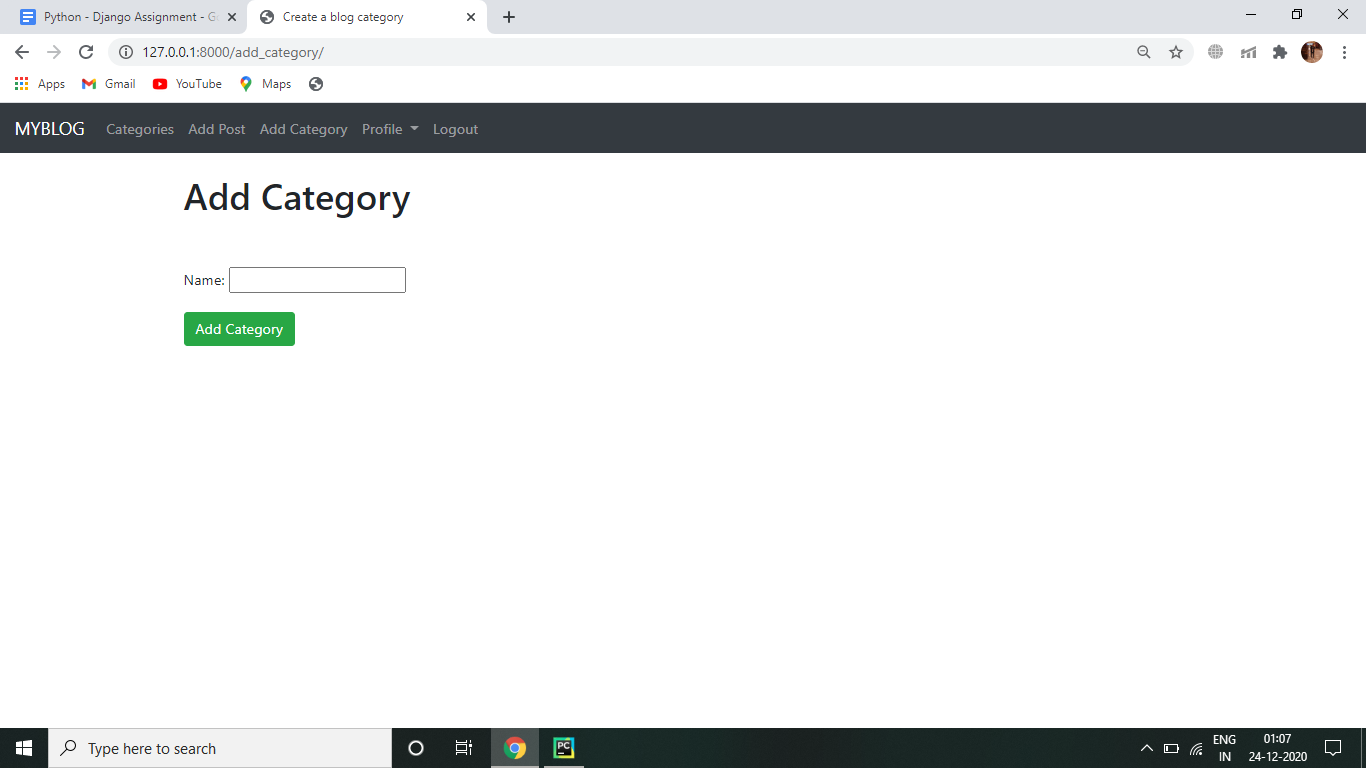 Python - Django Assignment - G
Create a blog category
127.0.0.1:8000/add_category/
Apps Gmail YouTube Maps
MYBLOG Categories Add Post Add Category Profile Logout
Add Category
Name:
Add Category
Type here to search
PC
ENG
IN
01:07
24-12-2020